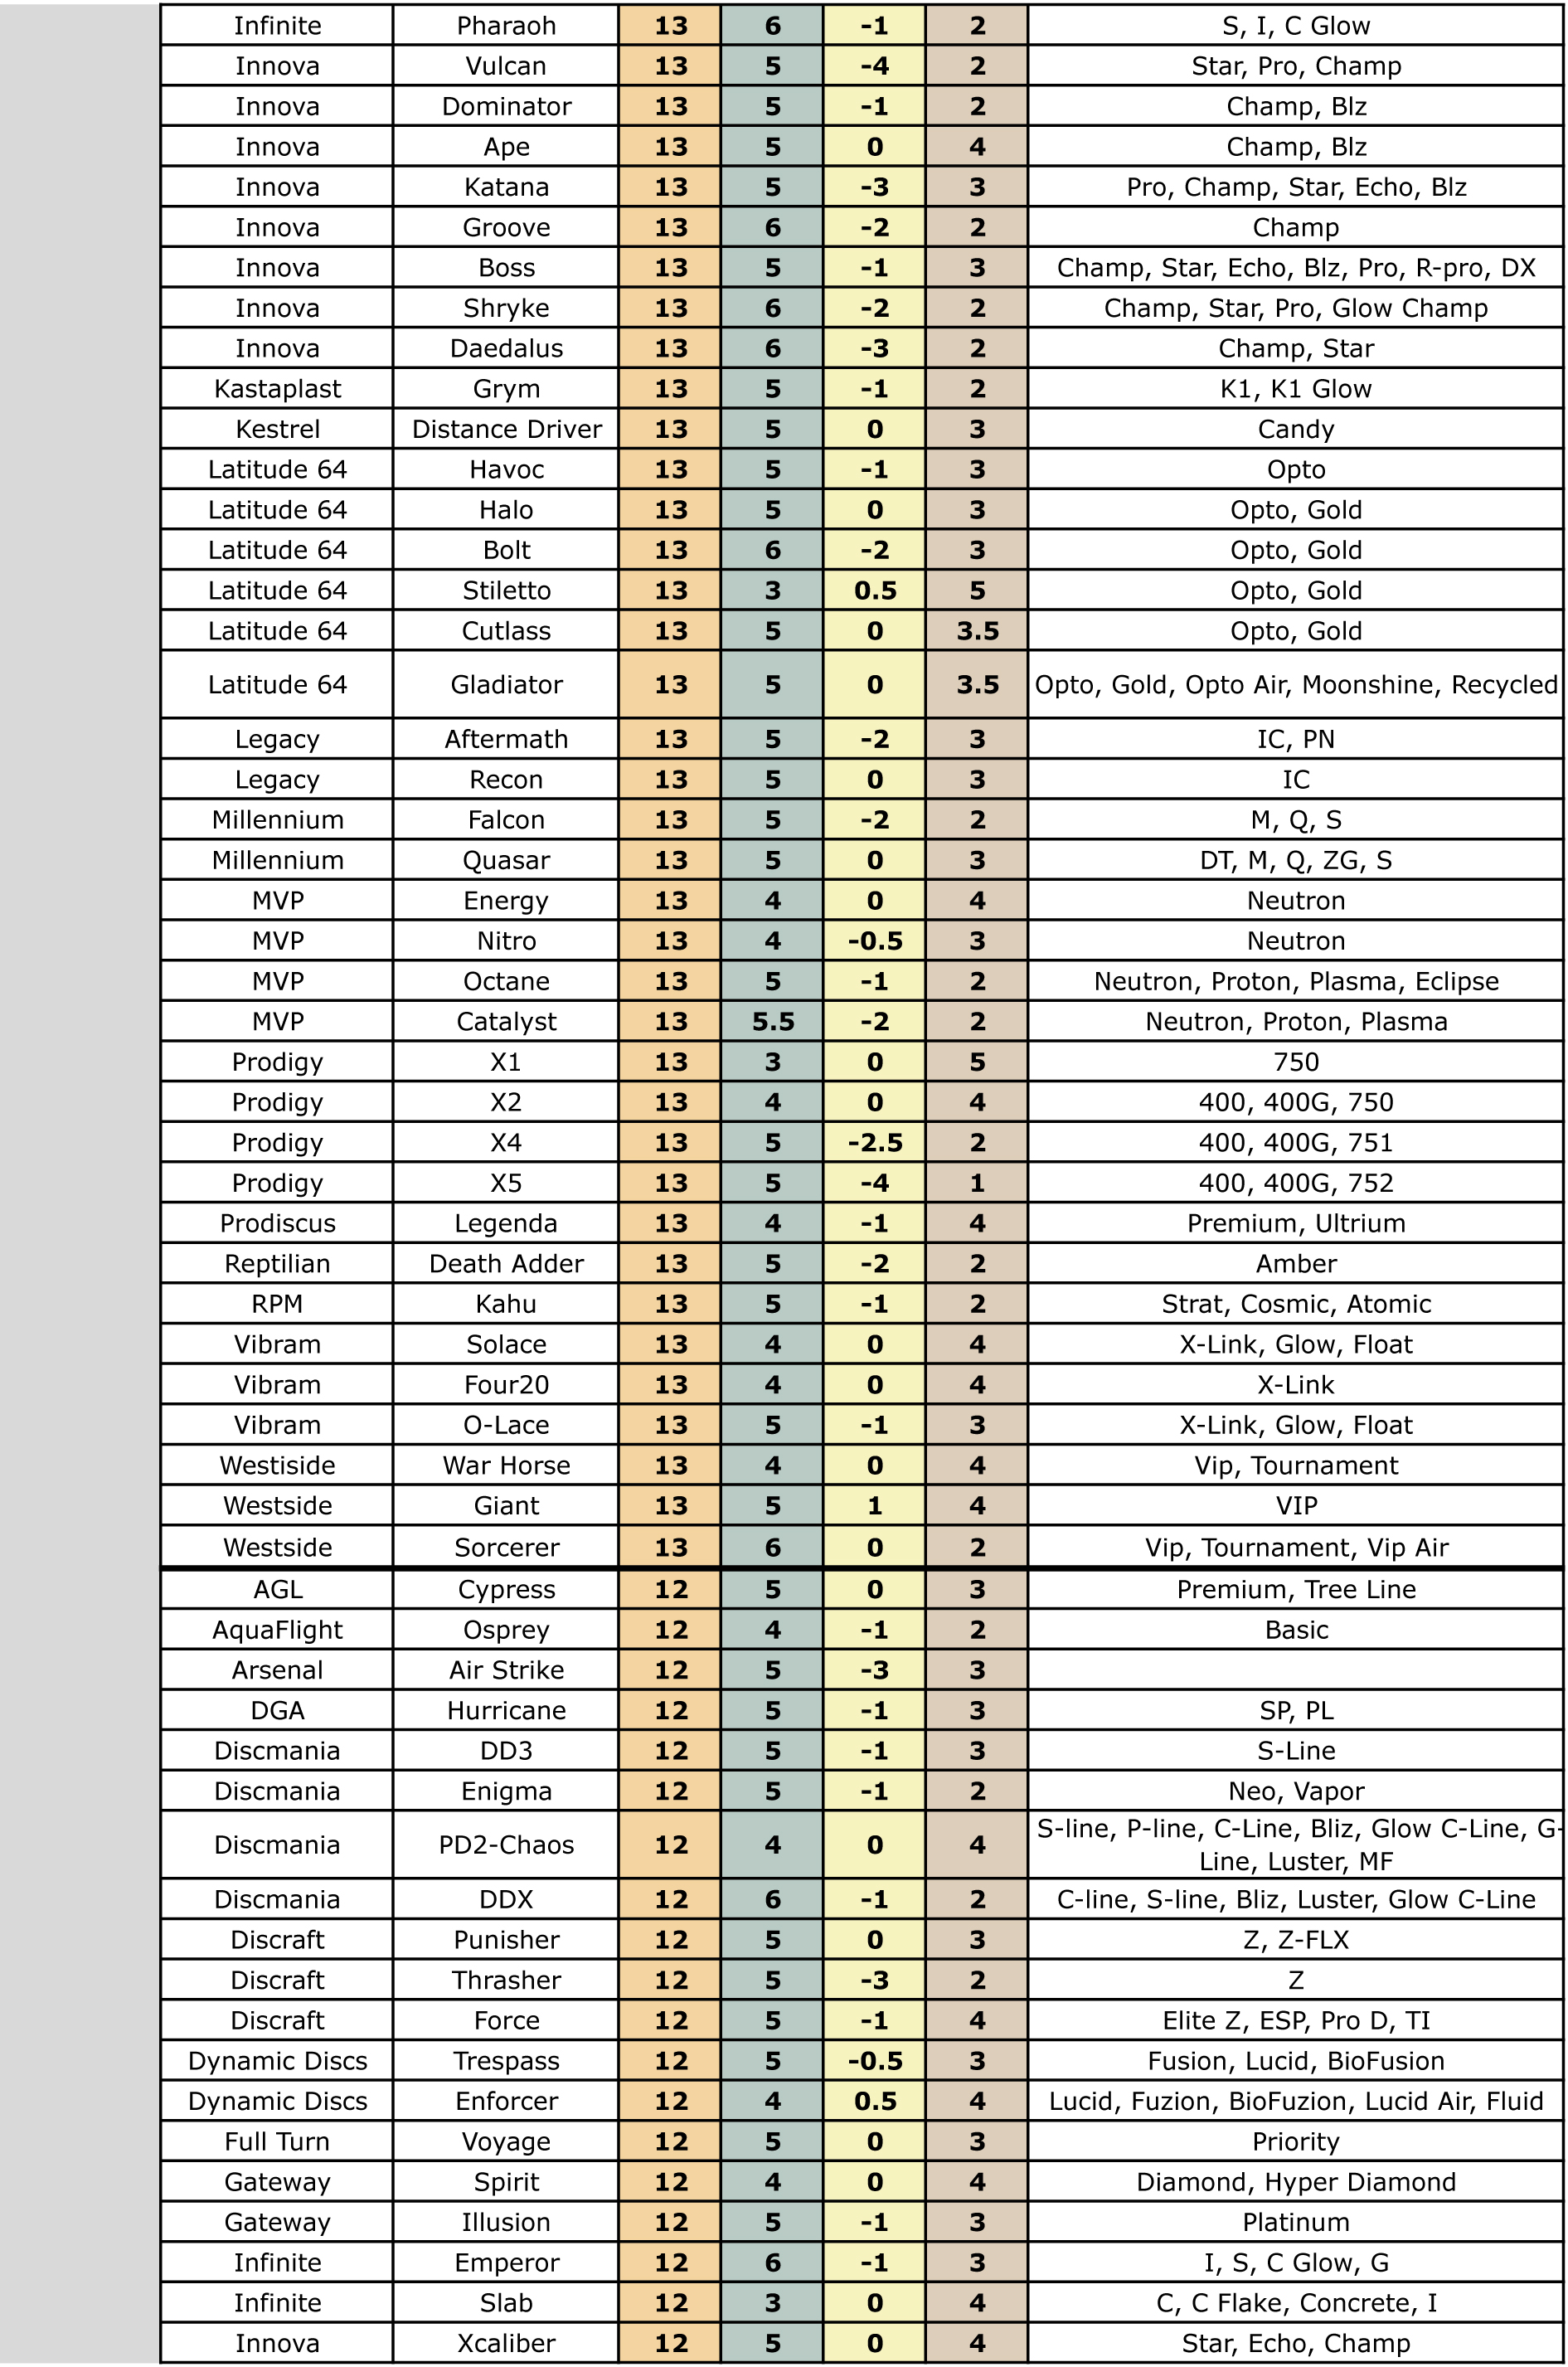 Infinite Pharaoh 13 6 -1 2 S, I, C Glow
Innova Vulcan 13 5 -4 2 Star, Pro, Champ
Innova Dominator 13 5 -1 2 Champ, Blz
Innova Ape 13 5 0 4 Champ, Blz
Innova Katana 13 5 -3 3 Pro, Champ, Star, Echo, Blz
Innova Groove 13 6 -2 2 Champ
Innova Boss 13 5 -1 3 Champ, Star, Echo, Blz, Pro, R-pro, DX
Innova Shryke 13 6 -2 2 Champ, Star, Pro, Glow Champ
Innova Daedalus 13 6 -3 2 Champ, Star
Kastaplast Grym 13 5 -1 2 K1, K1 Glow
Kestrel Distance Driver 13 5 0 3 Candy
Latitude 64 Havoc 13 5 -1 3 Opto
Latitude 64 Halo 13 5 0 3 Opto, Gold
Latitude 64 Bolt 13 6 -2 3 Opto, Gold
Latitude 64 Stiletto 13 3 0.5 5 Opto, Gold
Latitude 64 Cutlass 13 5 0 3.5 Opto, Gold
Latitude 64 Gladiator 13 5 0 3.5 Opto, Gold, Opto Air, Moonshine, Recycled
Legacy Aftermath 13 5 -2 3 IC, PN
Legacy Recon 13 5 0 3 IC
Millennium Falcon 13 5 -2 2 M, Q, S
Millennium Quasar 13 5 0 3 DT, M, Q, ZG, S
MVP Energy 13 4 0 4 Neutron
MVP Nitro 13 4 -0.5 3 Neutron
MVP Octane 13 5 -1 2 Neutron, Proton, Plasma, Eclipse
MVP Catalyst 13 5.5 -2 2 Neutron, Proton, Plasma
Prodigy X1 13 3 0 5 750
Prodigy X2 13 4 0 4 400, 400G, 750
Prodigy X4 13 5 -2.5 2 400, 400G, 751
Prodigy X5 13 5 -4 1 400, 400G, 752
Prodiscus Legenda 13 4 -1 4 Premium, Ultrium
Reptilian Death Adder 13 5 -2 2 Amber
RPM Kahu 13 5 -1 2 Strat, Cosmic, Atomic
Vibram Solace 13 4 0 4 X-Link, Glow, Float
Vibram Four20 13 4 0 4 X-Link
Vibram O-Lace 13 5 -1 3 X-Link, Glow, Float
Westiside War Horse 13 4 0 4 Vip, Tournament
Westside Giant 13 5 1 4 VIP
Westside Sorcerer 13 6 0 2 Vip, Tournament, Vip Air
AGL Cypress 12 5 0 3 Premium, Tree Line
AquaFlight Osprey 12 4 -1 2 Basic
Arsenal Air Strike 12 5 -3 3
DGA Hurricane 12 5 -1 3 SP, PL
Discmania DD3 12 5 -1 3 S-Line
Discmania Enigma 12 5 -1 2 Neo, Vapor
Discmania PD2-Chaos 12 4 0 4 S-line, P-line, C-Line, Bliz, Glow C-Line, G-
Line, Luster, MF
Discmania DDX 12 6 -1 2 C-line, S-line, Bliz, Luster, Glow C-Line
Discraft Punisher 12 5 0 3 Z, Z-FLX
Discraft Thrasher 12 5 -3 2 Z
Discraft Force 12 5 -1 4 Elite Z, ESP, Pro D, TI
Dynamic Discs Trespass 12 5 -0.5 3 Fusion, Lucid, BioFusion
Dynamic Discs Enforcer 12 4 0.5 4 Lucid, Fuzion, BioFuzion, Lucid Air, Fluid
Full Turn Voyage 12 5 0 3 Priority
Gateway Spirit 12 4 0 4 Diamond, Hyper Diamond
Gateway Illusion 12 5 -1 3 Platinum
Infinite Emperor 12 6 -1 3 I, S, C Glow, G
Infinite Slab 12 3 0 4 C, C Flake, Concrete, I
Innova Xcaliber 12 5 0 4 Star, Echo, Champ